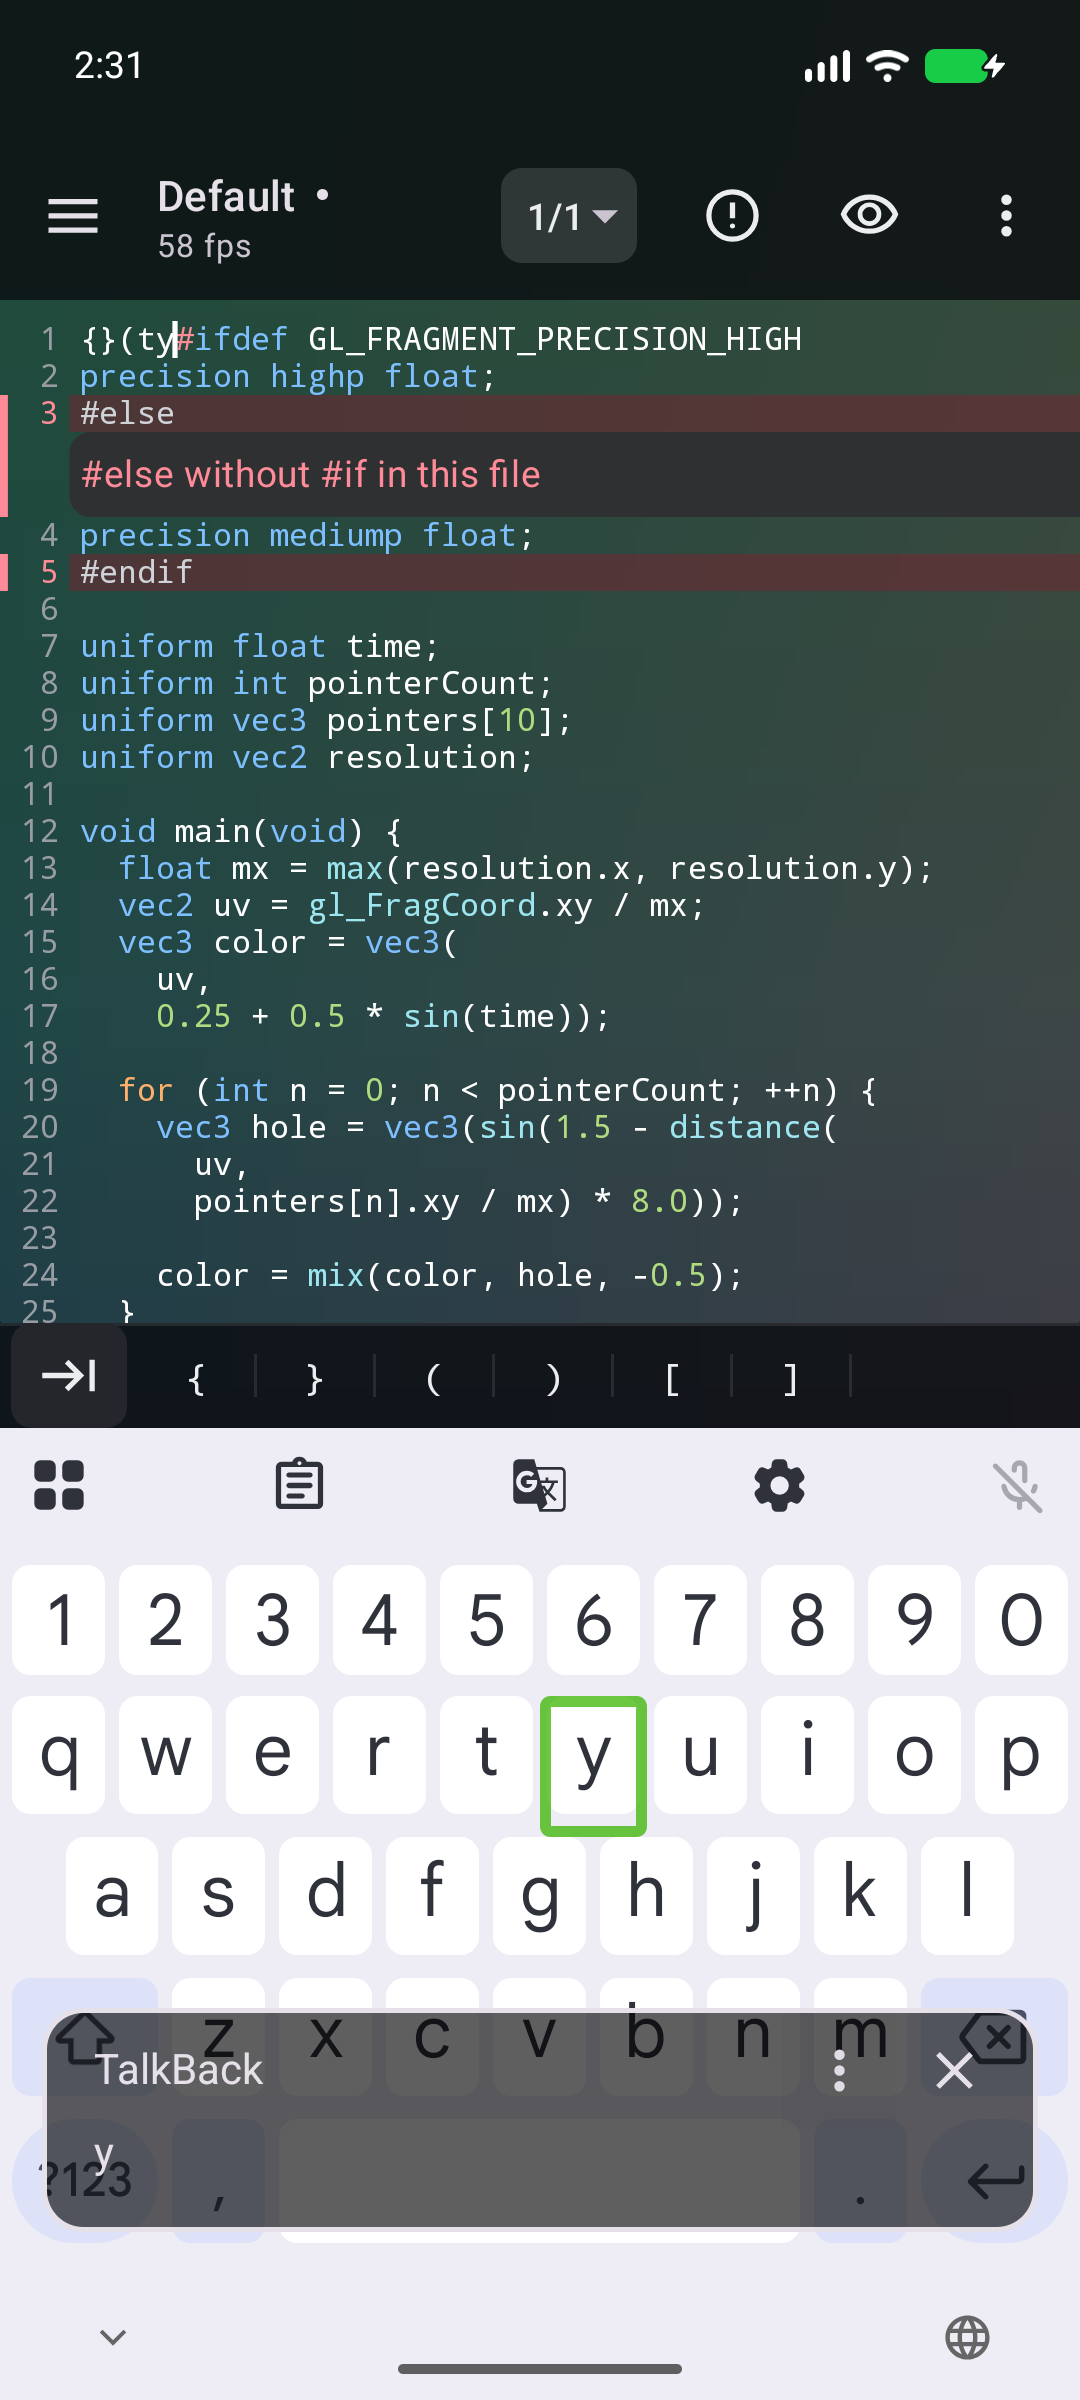 2:31
Default •
58 fps
1/1
1 {}(ty#ifdef GL_FRAGMENT_PRECISION_HIGH
2 precision highp float;
3 #else
#else without #if in this file
4 precision mediump float;
5 #endif
6
7 uniform float time;
8 uniform int pointerCount;
9 uniform vec3 pointers[10];
10 uniform vec2 resolution;
11
12 void main(void) {
13   float mx = max(resolution.x, resolution.y);
14   vec2 uv = gl_FragCoord.xy / mx;
15   vec3 color = vec3(
16     uv,
17     0.25 + 0.5 * sin(time));
18
19   for (int n = 0; n < pointerCount; ++n) {
20     vec3 hole = vec3(sin(1.5 - distance(
21       uv,
22       pointers[n].xy / mx) * 8.0));
23
24     color = mix(color, hole, -0.5);
25   }
{ } ( ) [ ]
1 2 3 4 5 6 7 8 9 0
q w e r t y u i o p
a s d f g h j k l
z x c v b n m
TalkBack
y
?123 , .